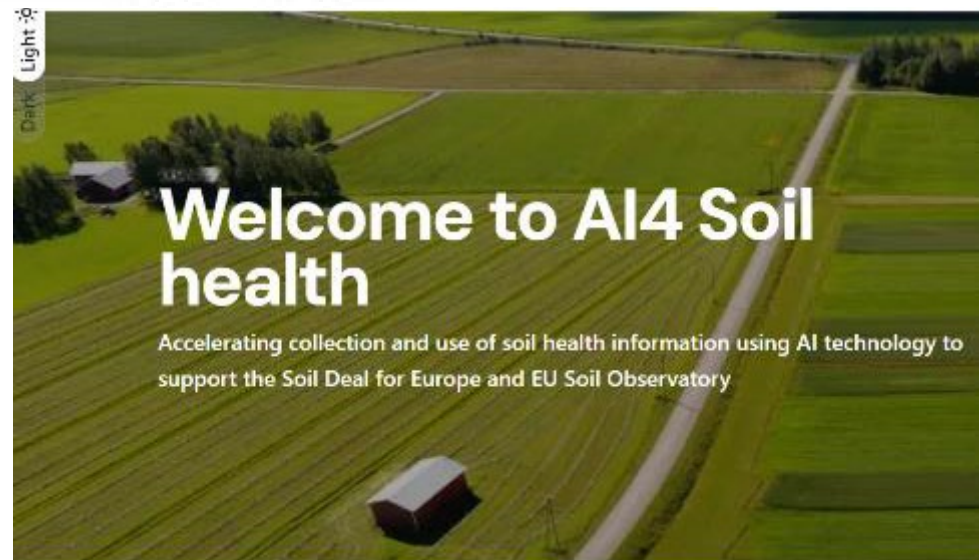 Light
Dark
Welcome to AI4 Soil
health
Accelerating collection and use of soil health information using AI technology to
support the Soil Deal for Europe and EU Soil Observatory